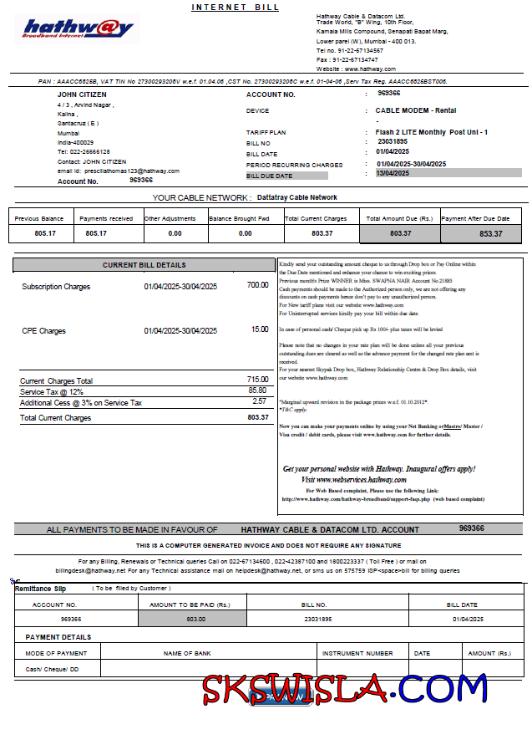 INTERNET BILL
hathway
Broadband Internet
Hathway Cable & Datacom Ltd.
Trade World, "B" Wing, 10th Floor,
Kamala Mills Compound, Senapati Bapat Marg,
Lower parel (W), Mumbai - 400 013.
Tel no. 91-22-67134567
Fax : 91-22-67134747
Website : www.hathway.com
PAN : AAACC6626B, VAT TIN No 27300293206V w.e.f. 01.04.06 ,CST No. 27300293206C w.e.f. 01-04-06 ,Serv Tax Reg. AAACC6626BST006.
JOHN CITIZEN
4 / 3 , Arvind Nagar ,
Kalina ,
Santacruz ( E )
Mumbai
India-400029
Tel: 022-26666126
Contact: JOHN CITIZEN
email id: prescillathomas123@hathway.com
Account No. 969366
ACCOUNT NO. : 969366
DEVICE : CABLE MODEM - Rental
-
TARIFF PLAN : Flash 2 LITE Monthly Post Uni - 1
BILL NO : 23031895
BILL DATE : 01/04/2025
PERIOD RECURRING CHARGES : 01/04/2025-30/04/2025
BILL DUE DATE : 13/04/2025
YOUR CABLE NETWORK : Dattatray Cable Network
Previous Balance Payments received Other Adjustments Balance Brought Fwd Total Current Charges Total Amount Due (Rs.) Payment After Due Date
805.17 805.17 0.00 0.00 803.37 803.37 853.37
CURRENT BILL DETAILS
Subscription Charges 01/04/2025-30/04/2025 700.00
CPE Charges 01/04/2025-30/04/2025 15.00
Current Charges Total 715.00
Service Tax @ 12% 85.80
Additional Cess @ 3% on Service Tax 2.57
Total Current Charges 803.37
Kindly send your outstanding amount cheque to us through Drop box or Pay Online within
the Due Date mentioned and enhance your chance to win exciting prizes.
Previous months Prize WINNER is Miss. SWAPNA NAIR Account No.21885
Cash payments should be made to the Authorized person only, we are not offering any
discounts on cash payments hence don't pay to any unauthorized person.
For New tariff plans visit our website www.hathway.com
For Uninterrupted services kindly pay your bill within due date.
In case of personal cash/ Cheque pick up Rs 100/- plus taxes will be levied
Please note that no changes in your rate plan will be done unless all your previous
outstanding dues are cleared as well as the advance payment for the changed rate plan sent is
received.
For your nearest Skypak Drop box, Hathway Relationship Centre & Drop Box details, visit
our website www.hathway.com
"Marginal upward revision in the package prices w.e.f. 01.10.2012".
*T&C apply.
Now you can make your payments online by using your Net Banking or Maestro/ Master /
Visa credit / debit cards, please visit www.hathway.com for further details.
Get your personal website with Hathway. Inaugural offers apply!
Visit www.webservices.hathway.com
For Web Based complaint, Please use the following Link:
http://www.hathway.com/hathway-broadband/support-faqs.php (web based complaint)
ALL PAYMENTS TO BE MADE IN FAVOUR OF HATHWAY CABLE & DATACOM LTD. ACCOUNT 969366
THIS IS A COMPUTER GENERATED INVOICE AND DOES NOT REQUIRE ANY SIGNATURE
For any Billing, Renewals or Technical queries Call on 022-67134600 , 022-42387100 and 1800223337 ( Toll Free ) or mail on
billingdesk@hathway.net For any Technical assistance mail on helpdesk@hathway.net, or sms us on 575759 ISP<space>bill for billing queries
Remittance Slip ( To be filled by Customer )
ACCOUNT NO. AMOUNT TO BE PAID (Rs.) BILL NO. BILL DATE
969366 803.00 23031895 01/04/2025
PAYMENT DETAILS
MODE OF PAYMENT NAME OF BANK INSTRUMENT NUMBER DATE AMOUNT (Rs.)
Cash/ Cheque/ DD
SKSWISLA.COM